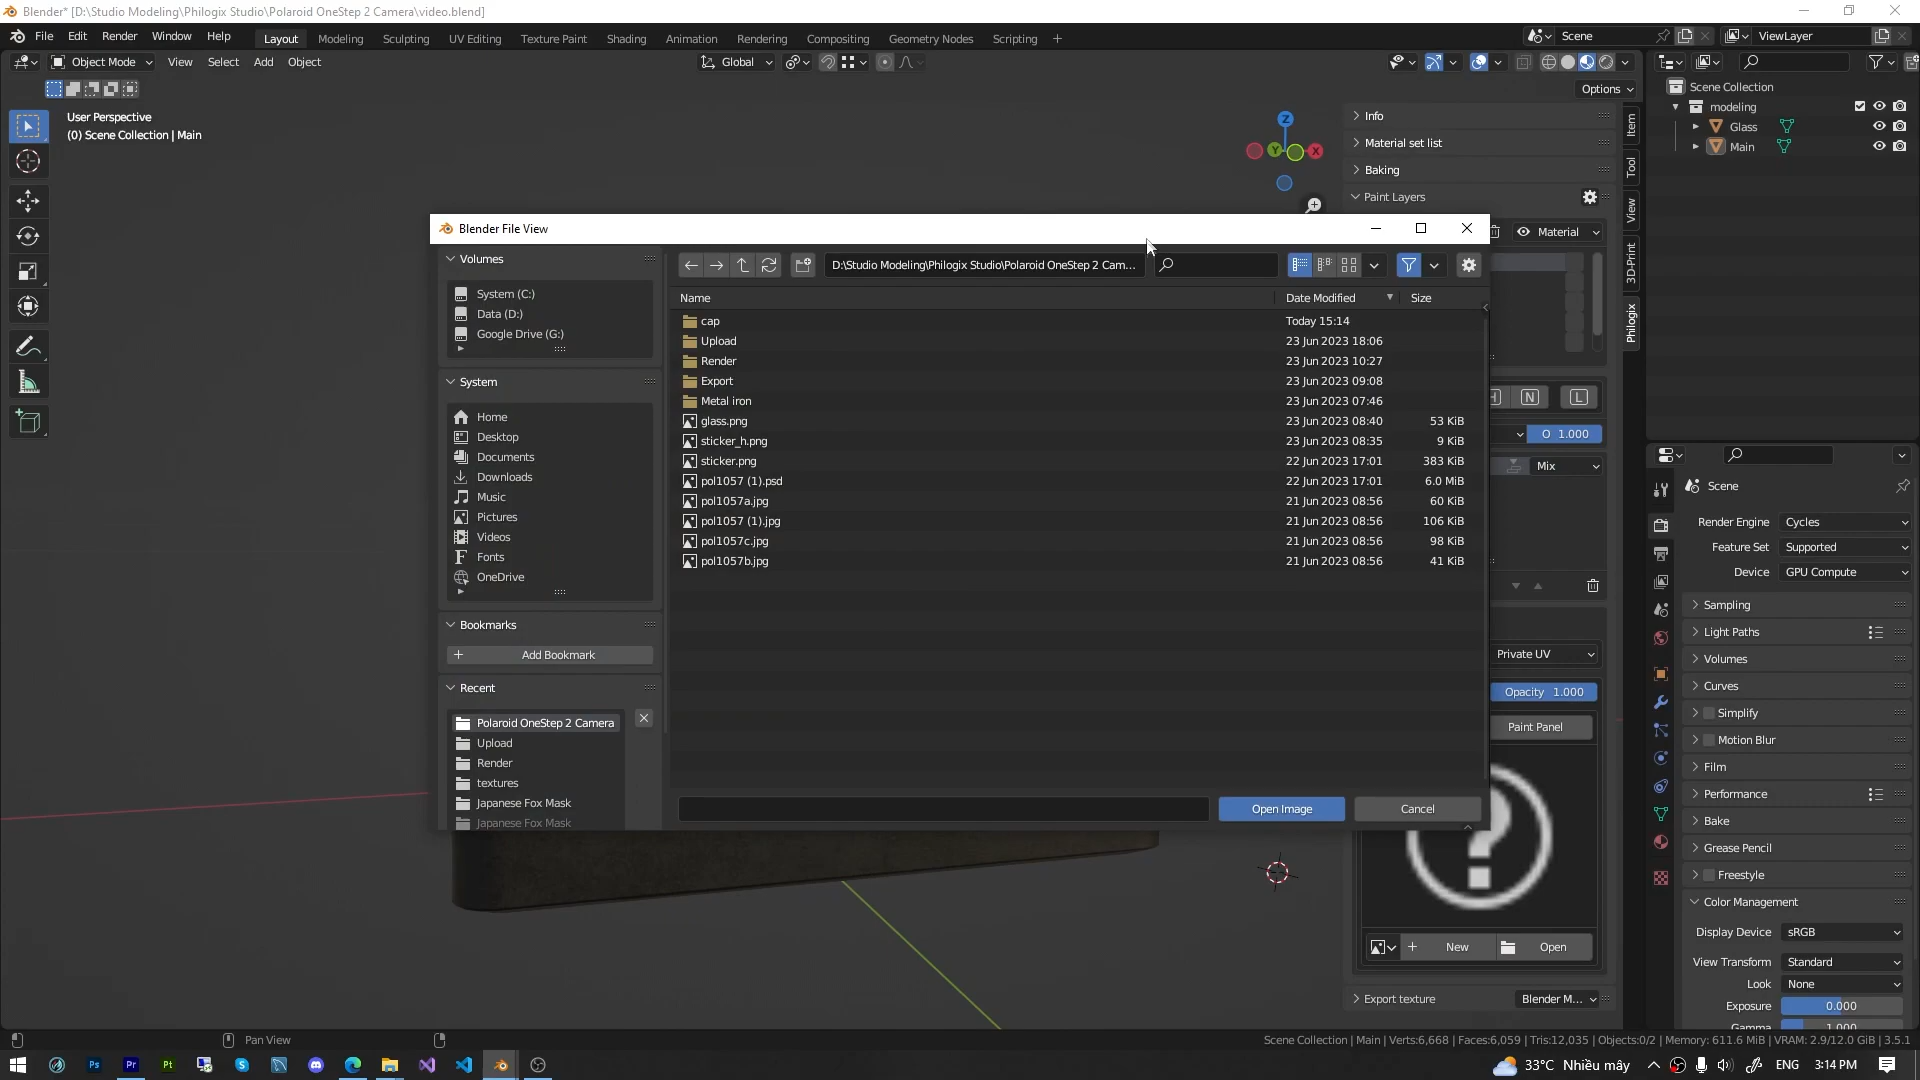 Blender* [D:\Studio Modeling\Philogix Studio\Polaroid OneStep 2 Camera\video.blend]
File Edit Render Window Help Layout Modeling Sculpting UV Editing Texture Paint Shading Animation Rendering Compositing Geometry Nodes Scripting + Scene ViewLayer
Object Mode View Select Add Object Global
Options
User Perspective
(0) Scene Collection | Main
Z
Y
X
Info
Material set list
Baking
Paint Layers
Material
Item
Tool
View
3D-Print
Philogix
Scene Collection
modeling
Glass
Main
Blender File View
Volumes
System (C:)
Data (D:)
Google Drive (G:)
System
Home
Desktop
Documents
Downloads
Music
Pictures
Videos
Fonts
OneDrive
Bookmarks
Add Bookmark
Recent
Polaroid OneStep 2 Camera
Upload
Render
textures
Japanese Fox Mask
Japanese Fox Mask
D:\Studio Modeling\Philogix Studio\Polaroid OneStep 2 Cam...
Name Date Modified Size
cap Today 15:14
Upload 23 Jun 2023 18:06
Render 23 Jun 2023 10:27
Export 23 Jun 2023 09:08
Metal iron 23 Jun 2023 07:46
glass.png 23 Jun 2023 08:40 53 KiB
sticker_h.png 23 Jun 2023 08:35 9 KiB
sticker.png 22 Jun 2023 17:01 383 KiB
pol1057 (1).psd 22 Jun 2023 17:01 6.0 MiB
pol1057a.jpg 21 Jun 2023 08:56 60 KiB
pol1057 (1).jpg 21 Jun 2023 08:56 106 KiB
pol1057c.jpg 21 Jun 2023 08:56 98 KiB
pol1057b.jpg 21 Jun 2023 08:56 41 KiB
Open Image Cancel
H N L
O 1.000
Mix
Private UV
Opacity 1.000
Paint Panel
?
New Open
Export texture Blender M...
Scene
Render Engine Cycles
Feature Set Supported
Device GPU Compute
Sampling
Light Paths
Volumes
Curves
Simplify
Motion Blur
Film
Performance
Bake
Grease Pencil
Freestyle
Color Management
Display Device sRGB
View Transform Standard
Look None
Exposure 0.000
Gamma 1.000
Pan View Scene Collection | Main | Verts:6,668 | Faces:6,059 | Tris:12,035 | Objects:0/2 | Memory: 611.6 MiB | VRAM: 2.9/12.0 GiB | 3.5.1
Ps Pr Pt S 33°C Nhiều mây ENG 3:14 PM